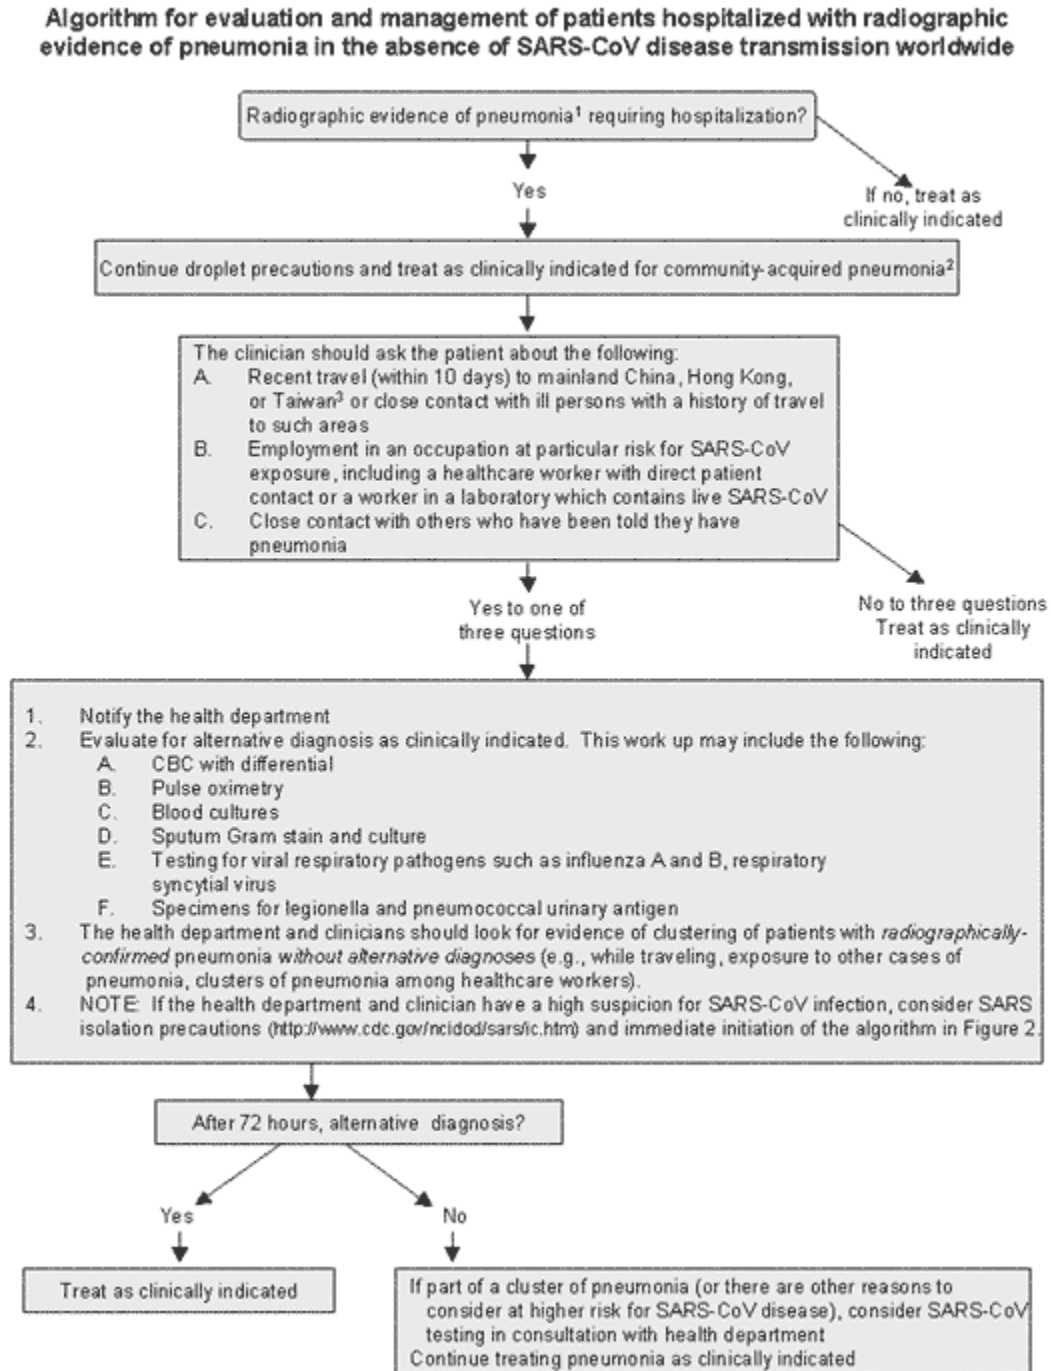 Algorithm for evaluation and management of patients hospitalized with radiographic
evidence of pneumonia in the absence of SARS-CoV disease transmission worldwide
Radiographic evidence of pneumonia¹ requiring hospitalization?
Yes
If no, treat as
clinically indicated
Continue droplet precautions and treat as clinically indicated for community-acquired pneumonia²
The clinician should ask the patient about the following:
A. Recent travel (within 10 days) to mainland China, Hong Kong,
or Taiwan³ or close contact with ill persons with a history of travel
to such areas
B. Employment in an occupation at particular risk for SARS-CoV
exposure, including a healthcare worker with direct patient
contact or a worker in a laboratory which contains live SARS-CoV
C. Close contact with others who have been told they have
pneumonia
Yes to one of
three questions
No to three questions
Treat as clinically
indicated
1. Notify the health department
2. Evaluate for alternative diagnosis as clinically indicated. This work up may include the following:
A. CBC with differential
B. Pulse oximetry
C. Blood cultures
D. Sputum Gram stain and culture
E. Testing for viral respiratory pathogens such as influenza A and B, respiratory
syncytial virus
F. Specimens for legionella and pneumococcal urinary antigen
3. The health department and clinicians should look for evidence of clustering of patients with radiographically-
confirmed pneumonia without alternative diagnoses (e.g., while traveling, exposure to other cases of
pneumonia, clusters of pneumonia among healthcare workers).
4. NOTE: If the health department and clinician have a high suspicion for SARS-CoV infection, consider SARS
isolation precautions (http://www.cdc.gov/ncidod/sars/ic.htm) and immediate initiation of the algorithm in Figure 2.
After 72 hours, alternative diagnosis?
Yes
No
Treat as clinically indicated
If part of a cluster of pneumonia (or there are other reasons to
consider at higher risk for SARS-CoV disease), consider SARS-CoV
testing in consultation with health department
Continue treating pneumonia as clinically indicated